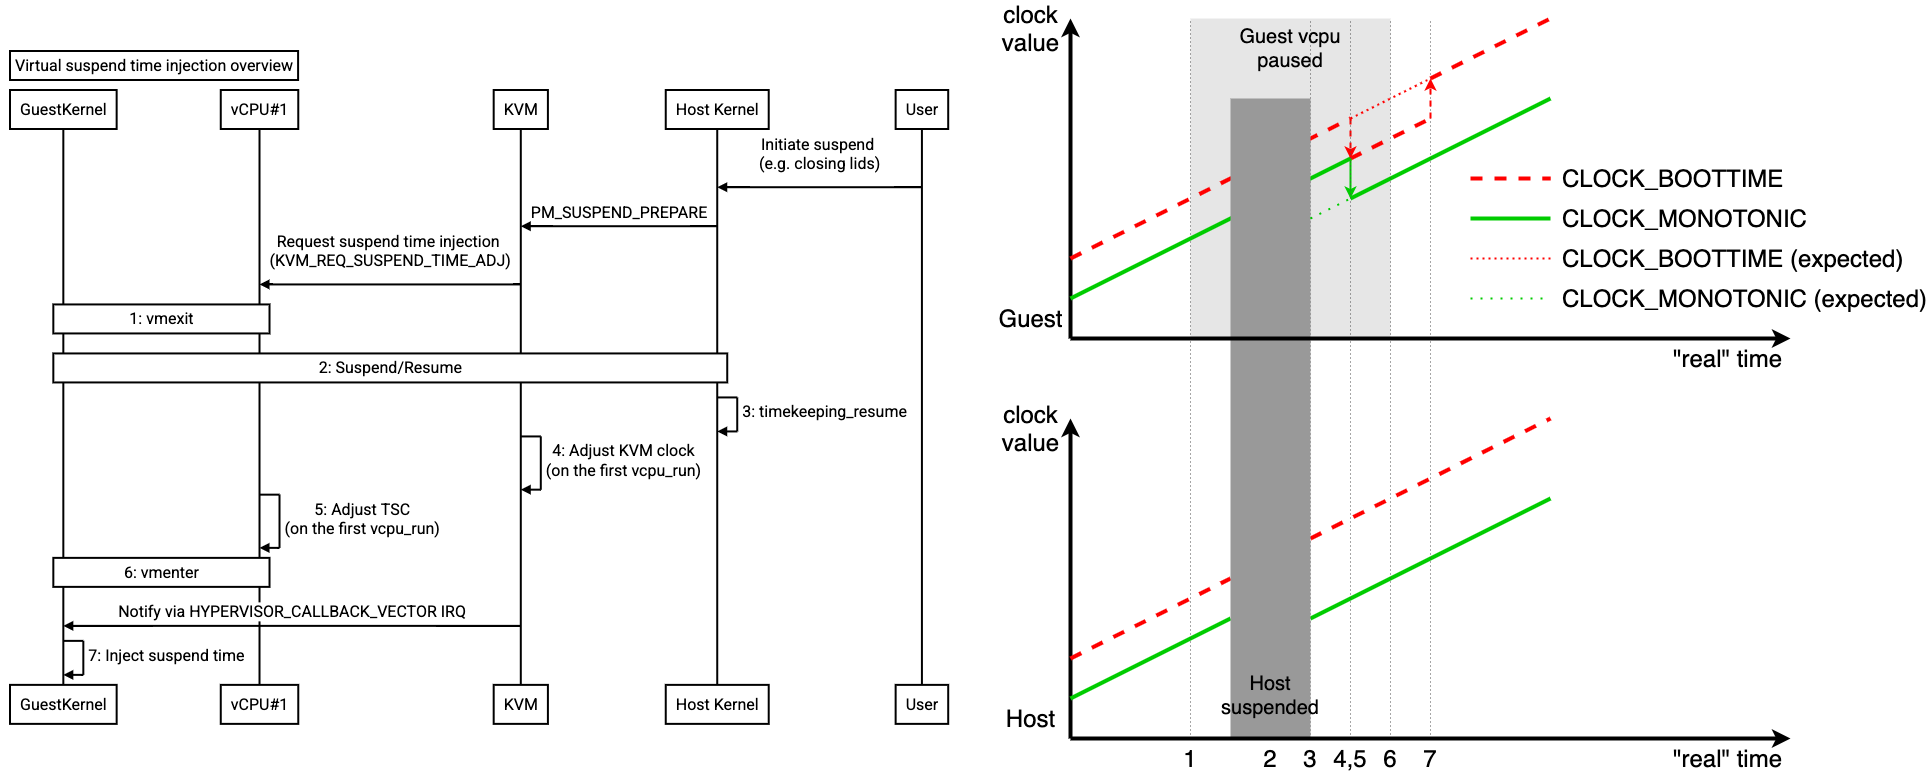 Virtual suspend time injection overview
GuestKernel
vCPU#1
KVM
Host Kernel
User
Initiate suspend
(e.g. closing lids)
PM_SUSPEND_PREPARE
Request suspend time injection
(KVM_REQ_SUSPEND_TIME_ADJ)
1: vmexit
2: Suspend/Resume
3: timekeeping_resume
4: Adjust KVM clock
(on the first vcpu_run)
5: Adjust TSC
(on the first vcpu_run)
6: vmenter
Notify via HYPERVISOR_CALLBACK_VECTOR IRQ
7: Inject suspend time
GuestKernel
vCPU#1
KVM
Host Kernel
User
clock
value
Guest vcpu
paused
CLOCK_BOOTTIME
CLOCK_MONOTONIC
CLOCK_BOOTTIME (expected)
CLOCK_MONOTONIC (expected)
Guest
"real" time
clock
value
Host
suspended
Host
"real" time
1
2
3
4,5
6
7